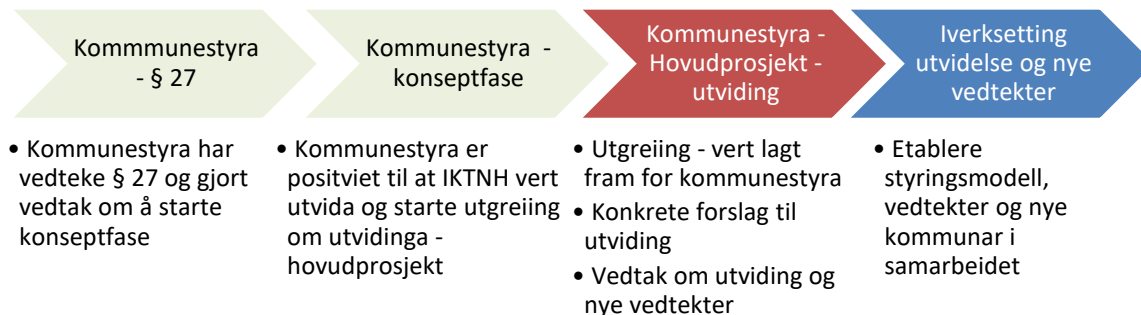 Kommmunestyra
- § 27
Kommunestyra -
konseptfase
Kommunestyra -
Hovudprosjekt -
utviding
Iverksetting
utvidelse og nye
vedtekter
• Kommunestyra har
vedteke § 27 og gjort
vedtak om å starte
konseptfase
• Kommunestyra er
positviet til at IKTNH vert
utvida og starte utgreiing
om utvidinga -
hovudprosjekt
• Utgreiing - vert lagt
fram for kommunestyra
• Konkrete forslag til
utviding
• Vedtak om utviding og
nye vedtekter
• Etablere
styringsmodell,
vedtekter og nye
kommunar i
samarbeidet